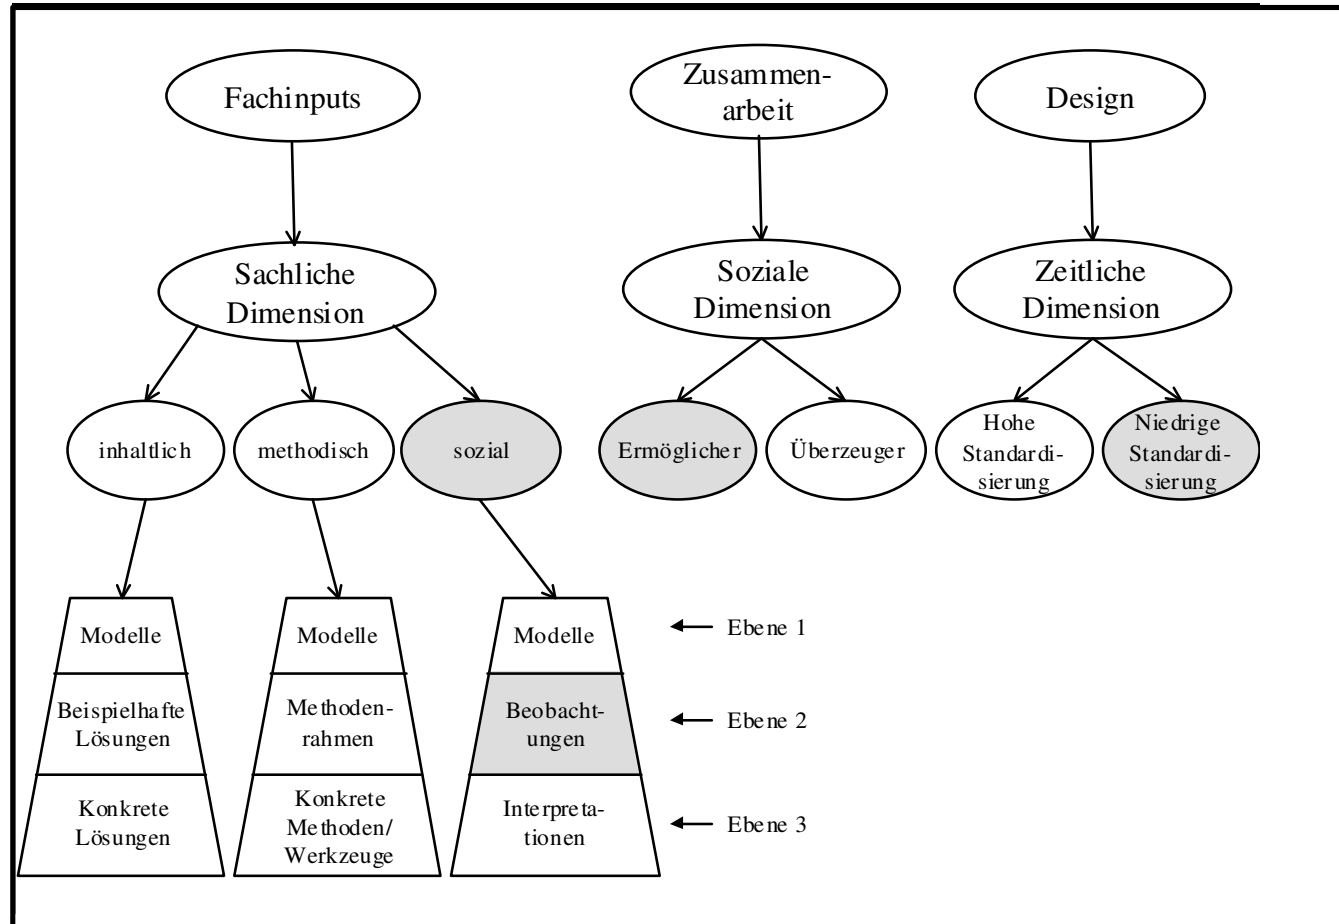 Fachinputs
Zusammen-
arbeit
Design
Sachliche
Dimension
Soziale
Dimension
Zeitliche
Dimension
inhaltlich
methodisch
sozial
Ermöglicher
Überzeuger
Hohe
Standardi-
sierung
Niedrige
Standardi-
sierung
Modelle
Modelle
Modelle
Ebene 1
Beispielhafte
Lösungen
Methoden-
rahmen
Beobacht-
ungen
Ebene 2
Konkrete
Lösungen
Konkrete
Methoden/
Werkzeuge
Interpreta-
tionen
Ebene 3